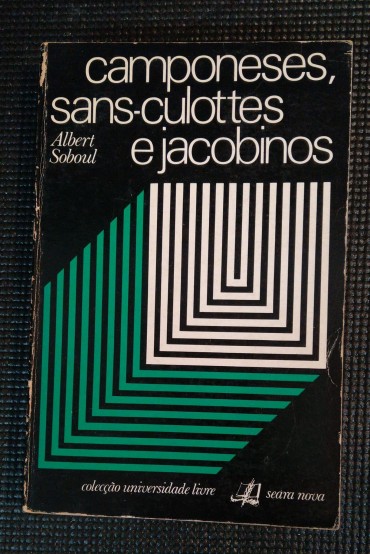 camponeses,
sans-culottes
e jacobinos
Albert
Soboul
colecção universidade livre
seara nova